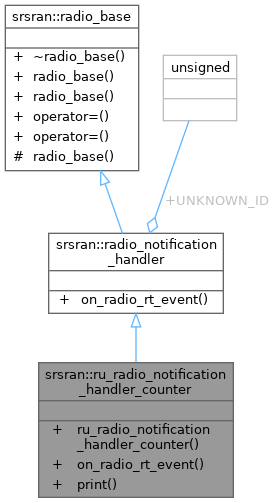 srsran::radio_base
+ ~radio_base()
+ radio_base()
+ radio_base()
+ operator=()
+ operator=()
# radio_base()
unsigned
+UNKNOWN_ID
srsran::radio_notification
_handler
+ on_radio_rt_event()
srsran::ru_radio_notification
_handler_counter
+ ru_radio_notification
_handler_counter()
+ on_radio_rt_event()
+ print()